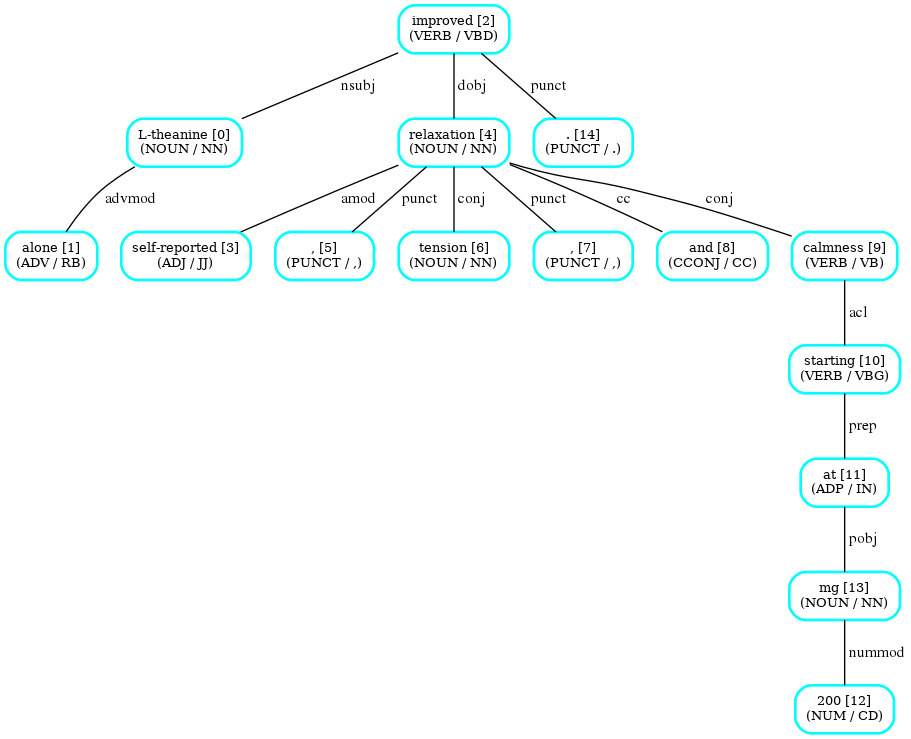 improved [2]
(VERB / VBD)
nsubj
dobj
punct
L-theanine [0]
(NOUN / NN)
relaxation [4]
(NOUN / NN)
. [14]
(PUNCT / .)
advmod
amod
punct
conj
punct
cc
conj
alone [1]
(ADV / RB)
self-reported [3]
(ADJ / JJ)
, [5]
(PUNCT / ,)
tension [6]
(NOUN / NN)
, [7]
(PUNCT / ,)
and [8]
(CCONJ / CC)
calmness [9]
(VERB / VB)
acl
starting [10]
(VERB / VBG)
prep
at [11]
(ADP / IN)
pobj
mg [13]
(NOUN / NN)
nummod
200 [12]
(NUM / CD)